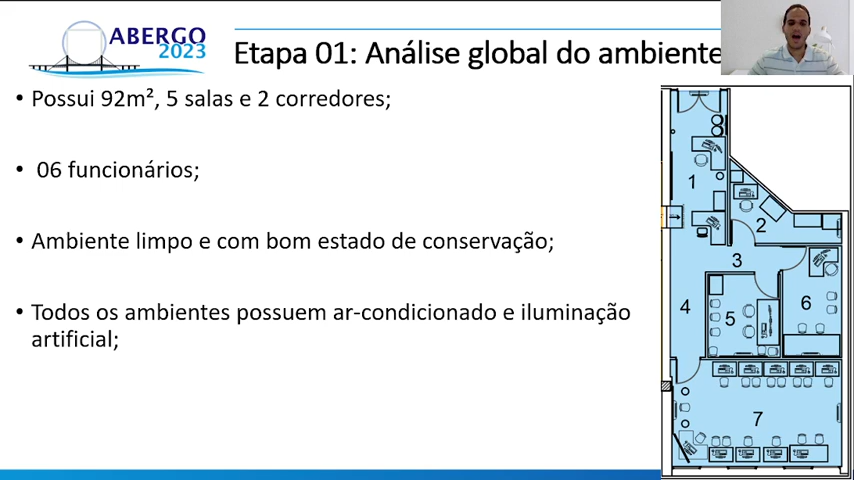 ABERGO
2023
Etapa 01: Análise global do ambiente
• Possui 92m², 5 salas e 2 corredores;
• 06 funcionários;
• Ambiente limpo e com bom estado de conservação;
• Todos os ambientes possuem ar-condicionado e iluminação
artificial;
1
2
3
4
5
6
7